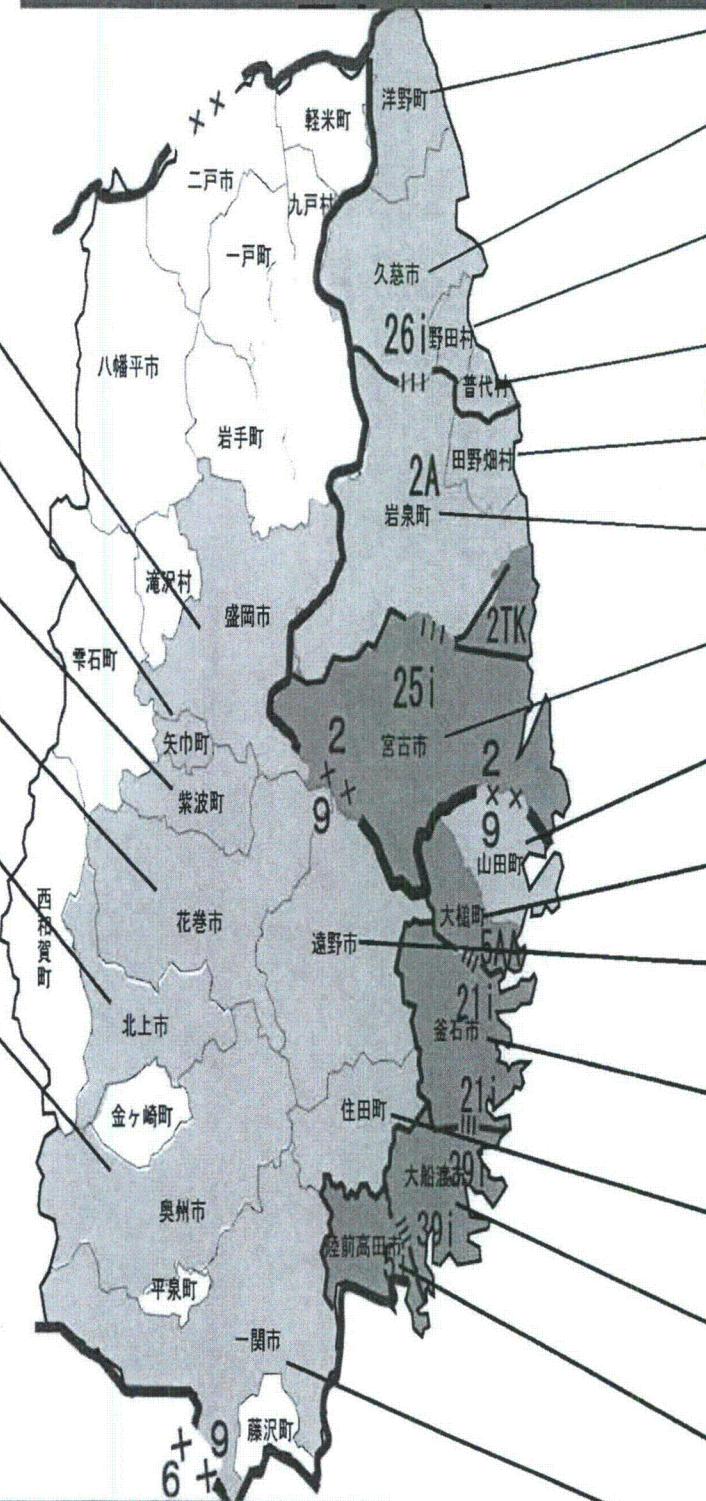 洋野町
軽米町
××
二戸市
九戸村
一戸町
久慈市
26i
野田村
八幡平市
III
普代村
岩手町
田野畑村
2A
岩泉町
滝沢村
盛岡市
2TK
III
雫石町
25i
2
宮古市
矢巾町
2
××
××
紫波町
9
9
山田町
西和賀町
花巻市
大槌町
遠野市
5AA
III
21i
北上市
釜石市
21i
金ヶ崎町
住田町
III
39i
大船渡市
奥州市
39i
III
陸前高田市
平泉町
一関市
藤沢町
9
××
6